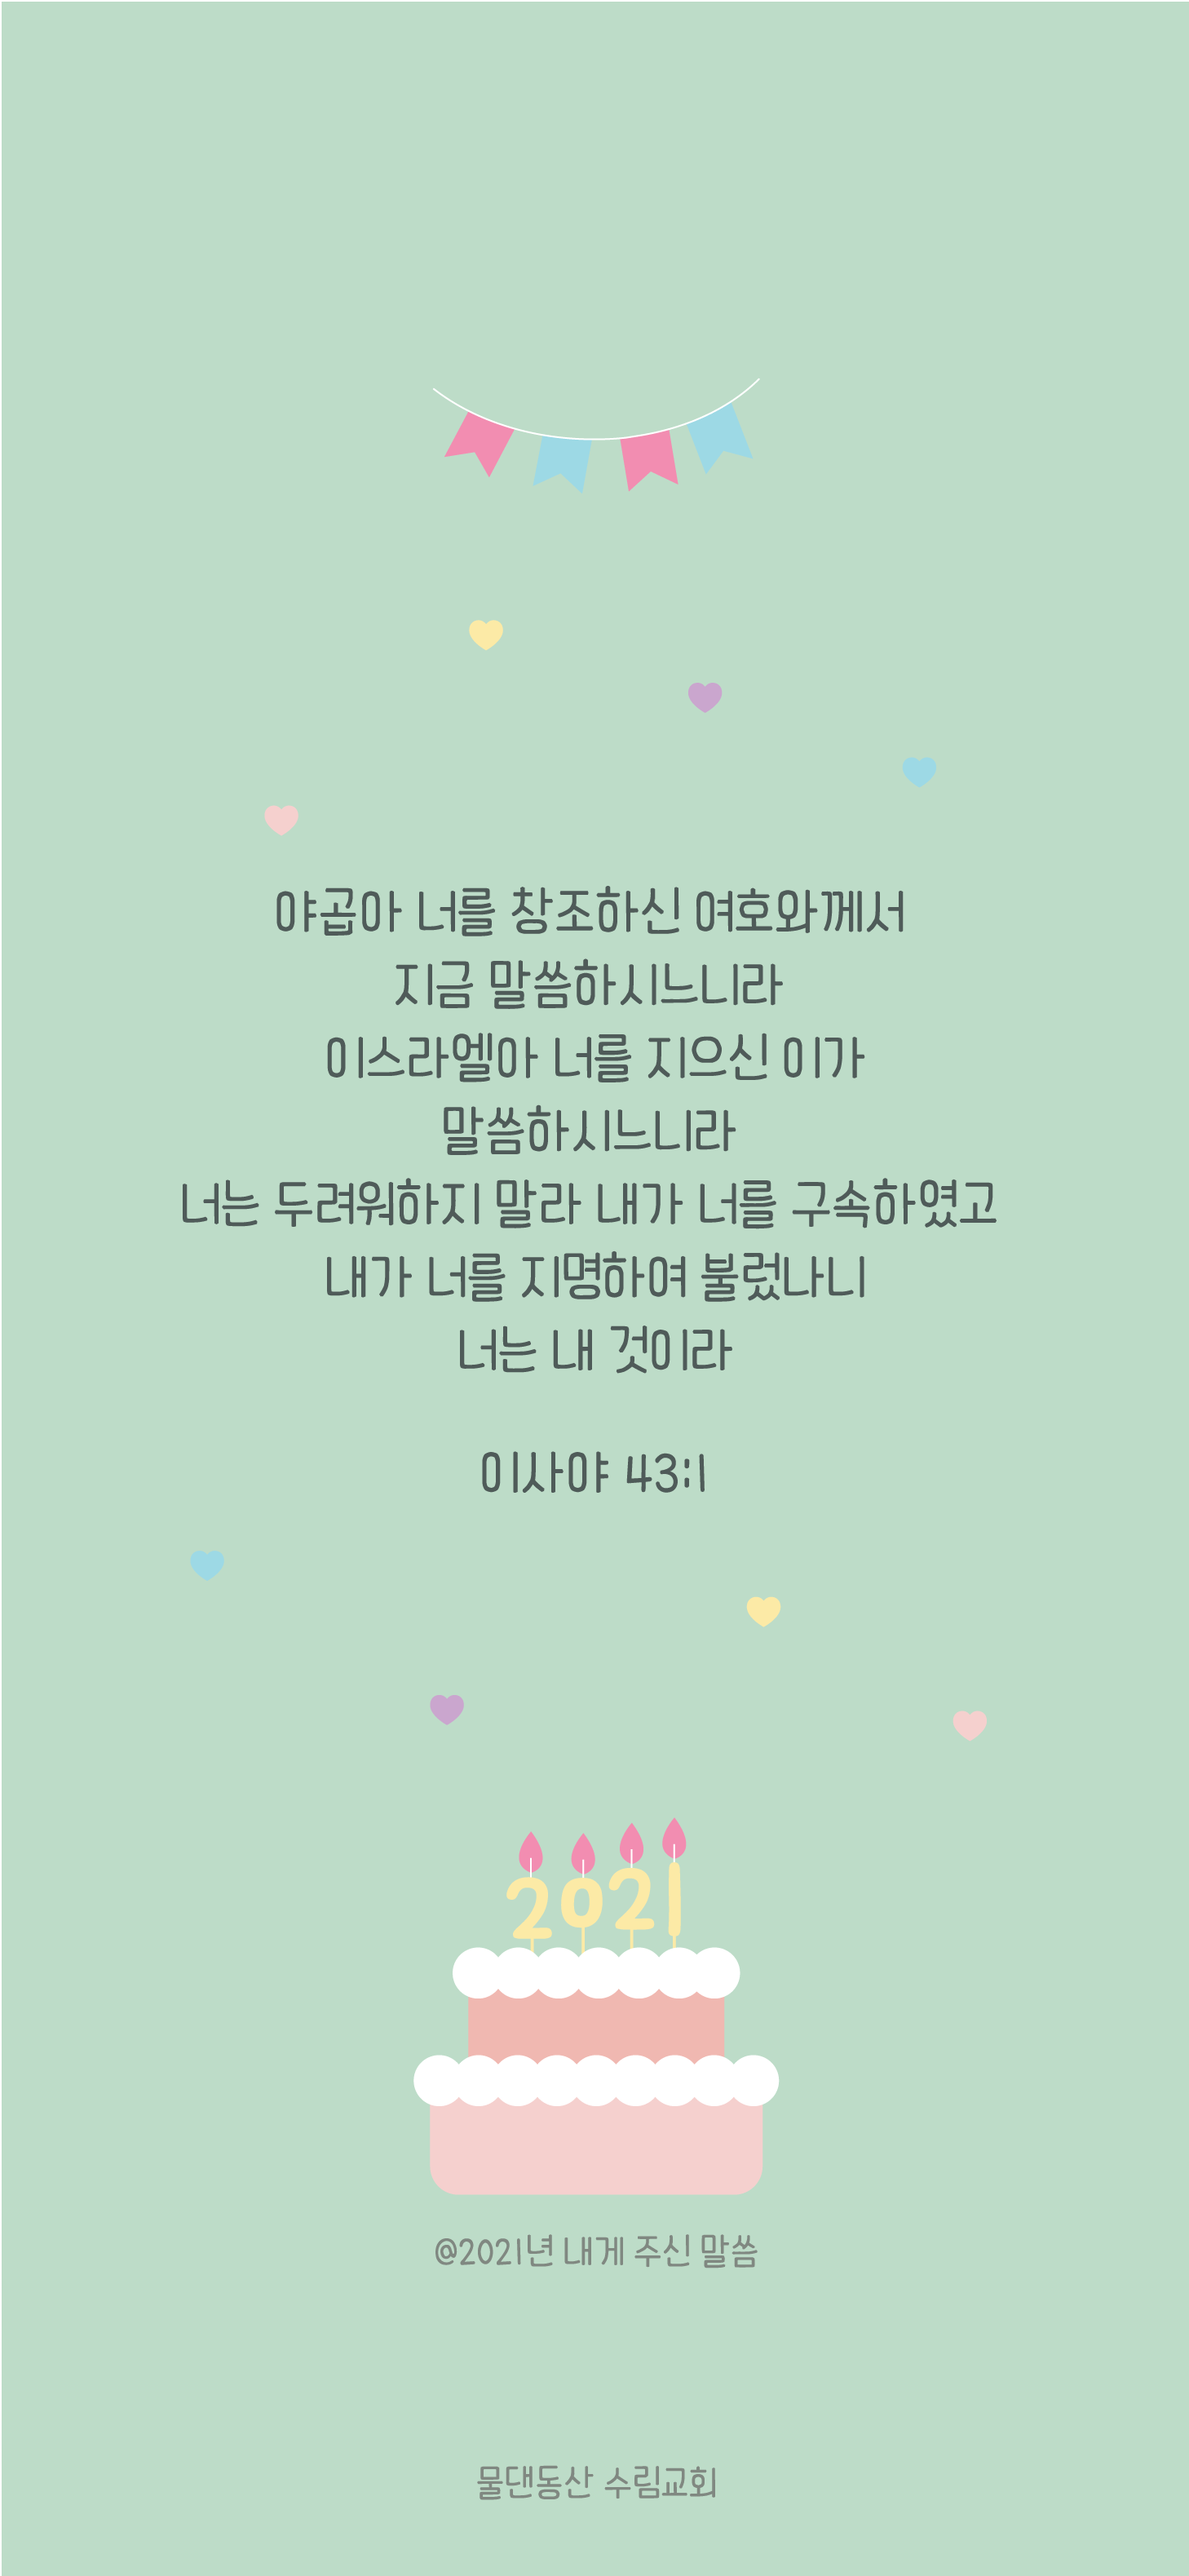 야곱아 너를 창조하신 여호와께서
지금 말씀하시느니라
이스라엘아 너를 지으신 이가
말씀하시느니라
너는 두려워하지 말라 내가 너를 구속하였고
내가 너를 지명하여 불렀나니
너는 내 것이라
이사야 43:1
2021
@2021년 내게 주신 말씀
물댄동산 수림교회